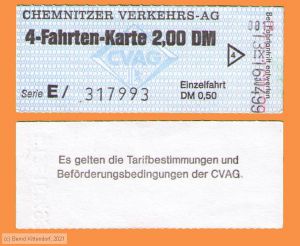 CHEMNITZER VERKEHRS-AG
4-Fahrten-Karte 2,00 DM
CVAG
4
Serie E / 317993
Einzelfahrt
DM 0,50
Es gelten die Tarifbestimmungen und
Beförderungsbedingungen der CVAG.
(c) Bernd Kittendorf, 2021